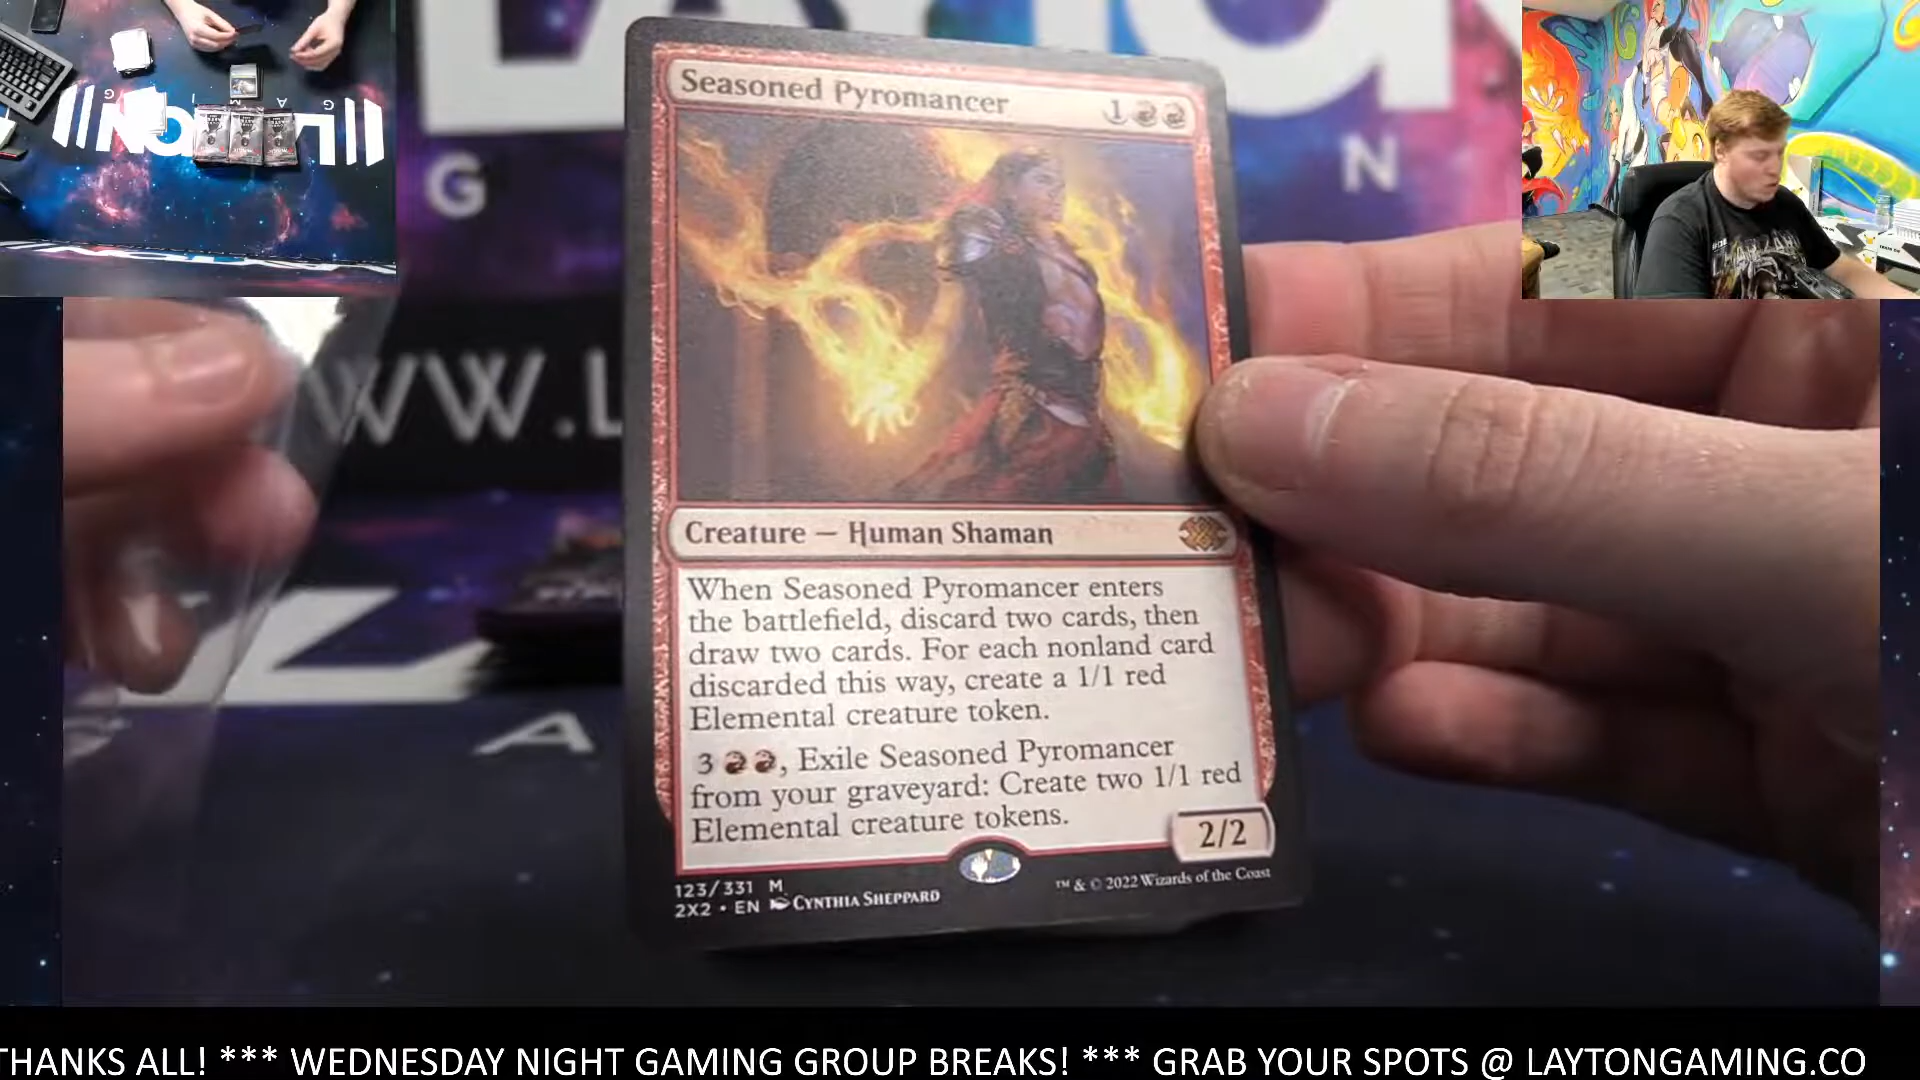 Seasoned Pyromancer 1
G N
WWW.L
Creature — Human Shaman
When Seasoned Pyromancer enters
the battlefield, discard two cards, then
draw two cards. For each nonland card
discarded this way, create a 1/1 red
Elemental creature token.
3 , Exile Seasoned Pyromancer
from your graveyard: Create two 1/1 red
Elemental creature tokens.
2/2
123/331 M
2X2 • EN CYNTHIA SHEPPARD
™ & © 2022 Wizards of the Coast
A
THANKS ALL! *** WEDNESDAY NIGHT GAMING GROUP BREAKS! *** GRAB YOUR SPOTS @ LAYTONGAMING.CO